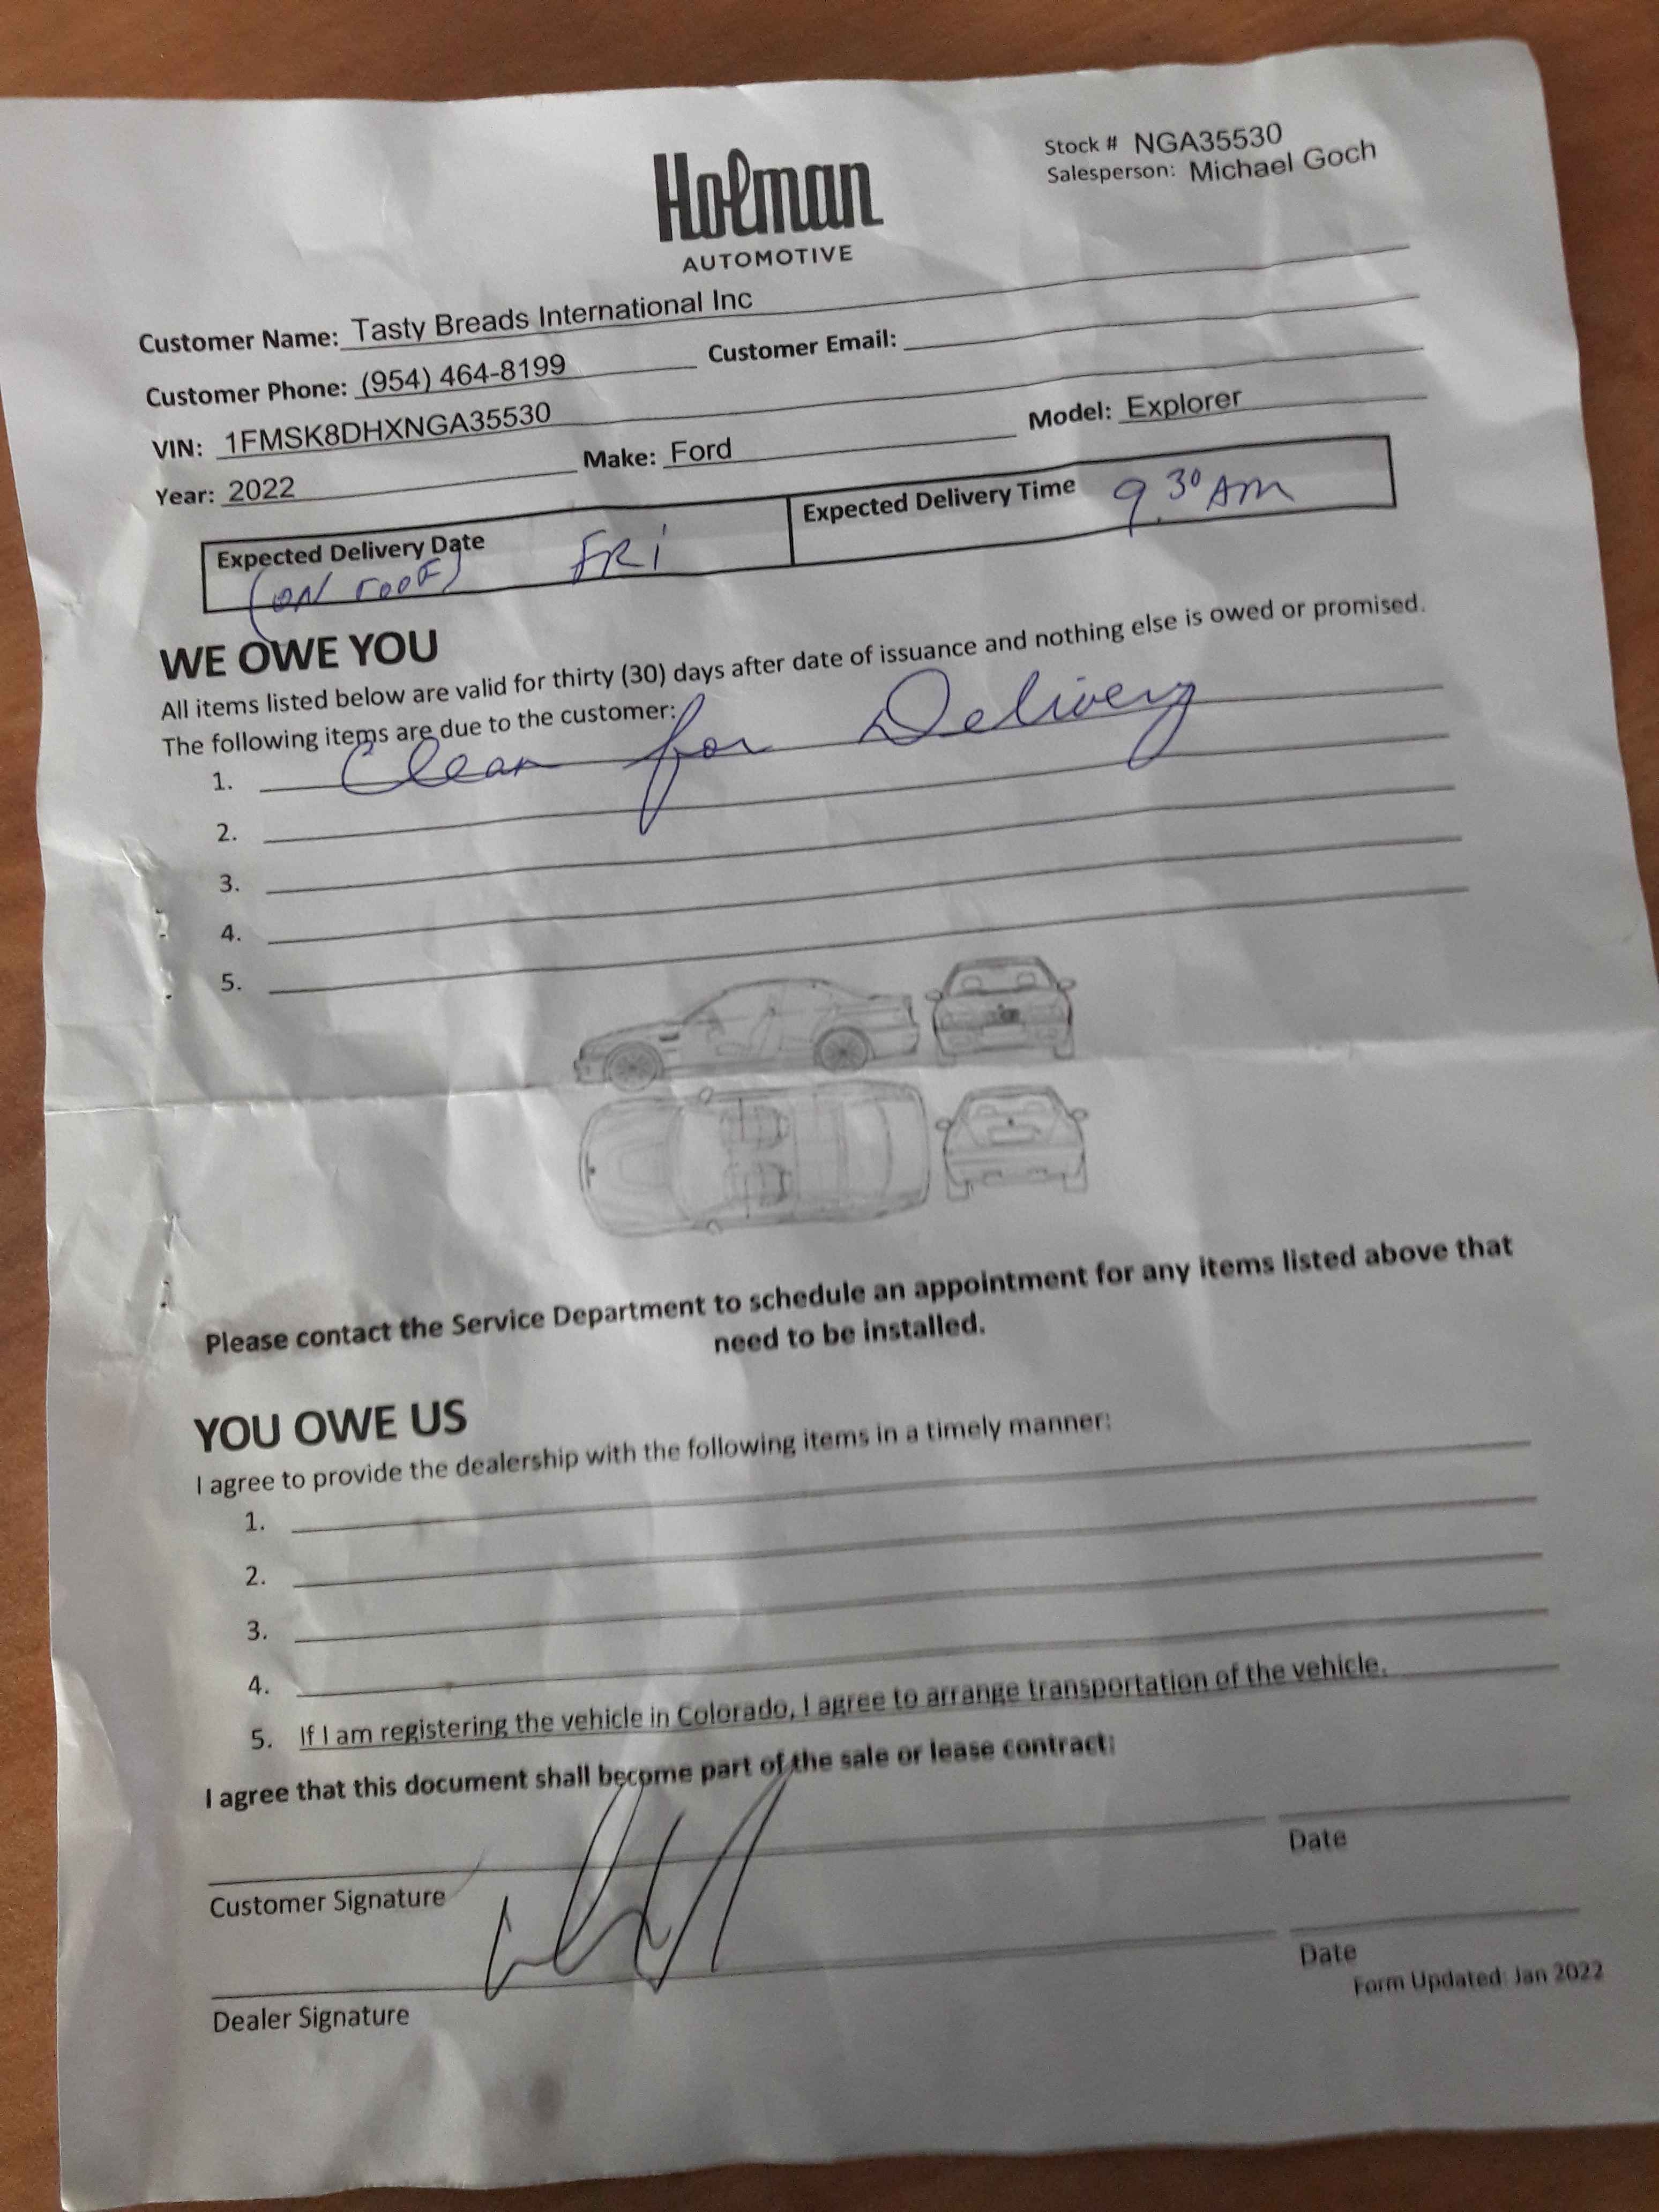 Stock # NGA35530
Salesperson: Michael Goch
Holman
AUTOMOTIVE
Customer Name: Tasty Breads International Inc
Customer Phone: (954) 464-8199 Customer Email:
VIN: 1FMSK8DHXNGA35530
Year: 2022 Make: Ford Model: Explorer
Expected Delivery Date FRI Expected Delivery Time 9.30 AM
(ON rooF)
WE OWE YOU
All items listed below are valid for thirty (30) days after date of issuance and nothing else is owed or promised.
The following items are due to the customer:
1. Clean for Delivery
2.
3.
4.
5.
Please contact the Service Department to schedule an appointment for any items listed above that
need to be installed.
YOU OWE US
I agree to provide the dealership with the following items in a timely manner:
1.
2.
3.
4.
5. If I am registering the vehicle in Colorado, I agree to arrange transportation of the vehicle.
I agree that this document shall become part of the sale or lease contract:
Customer Signature Date
Dealer Signature Date
Form Updated: Jan 2022